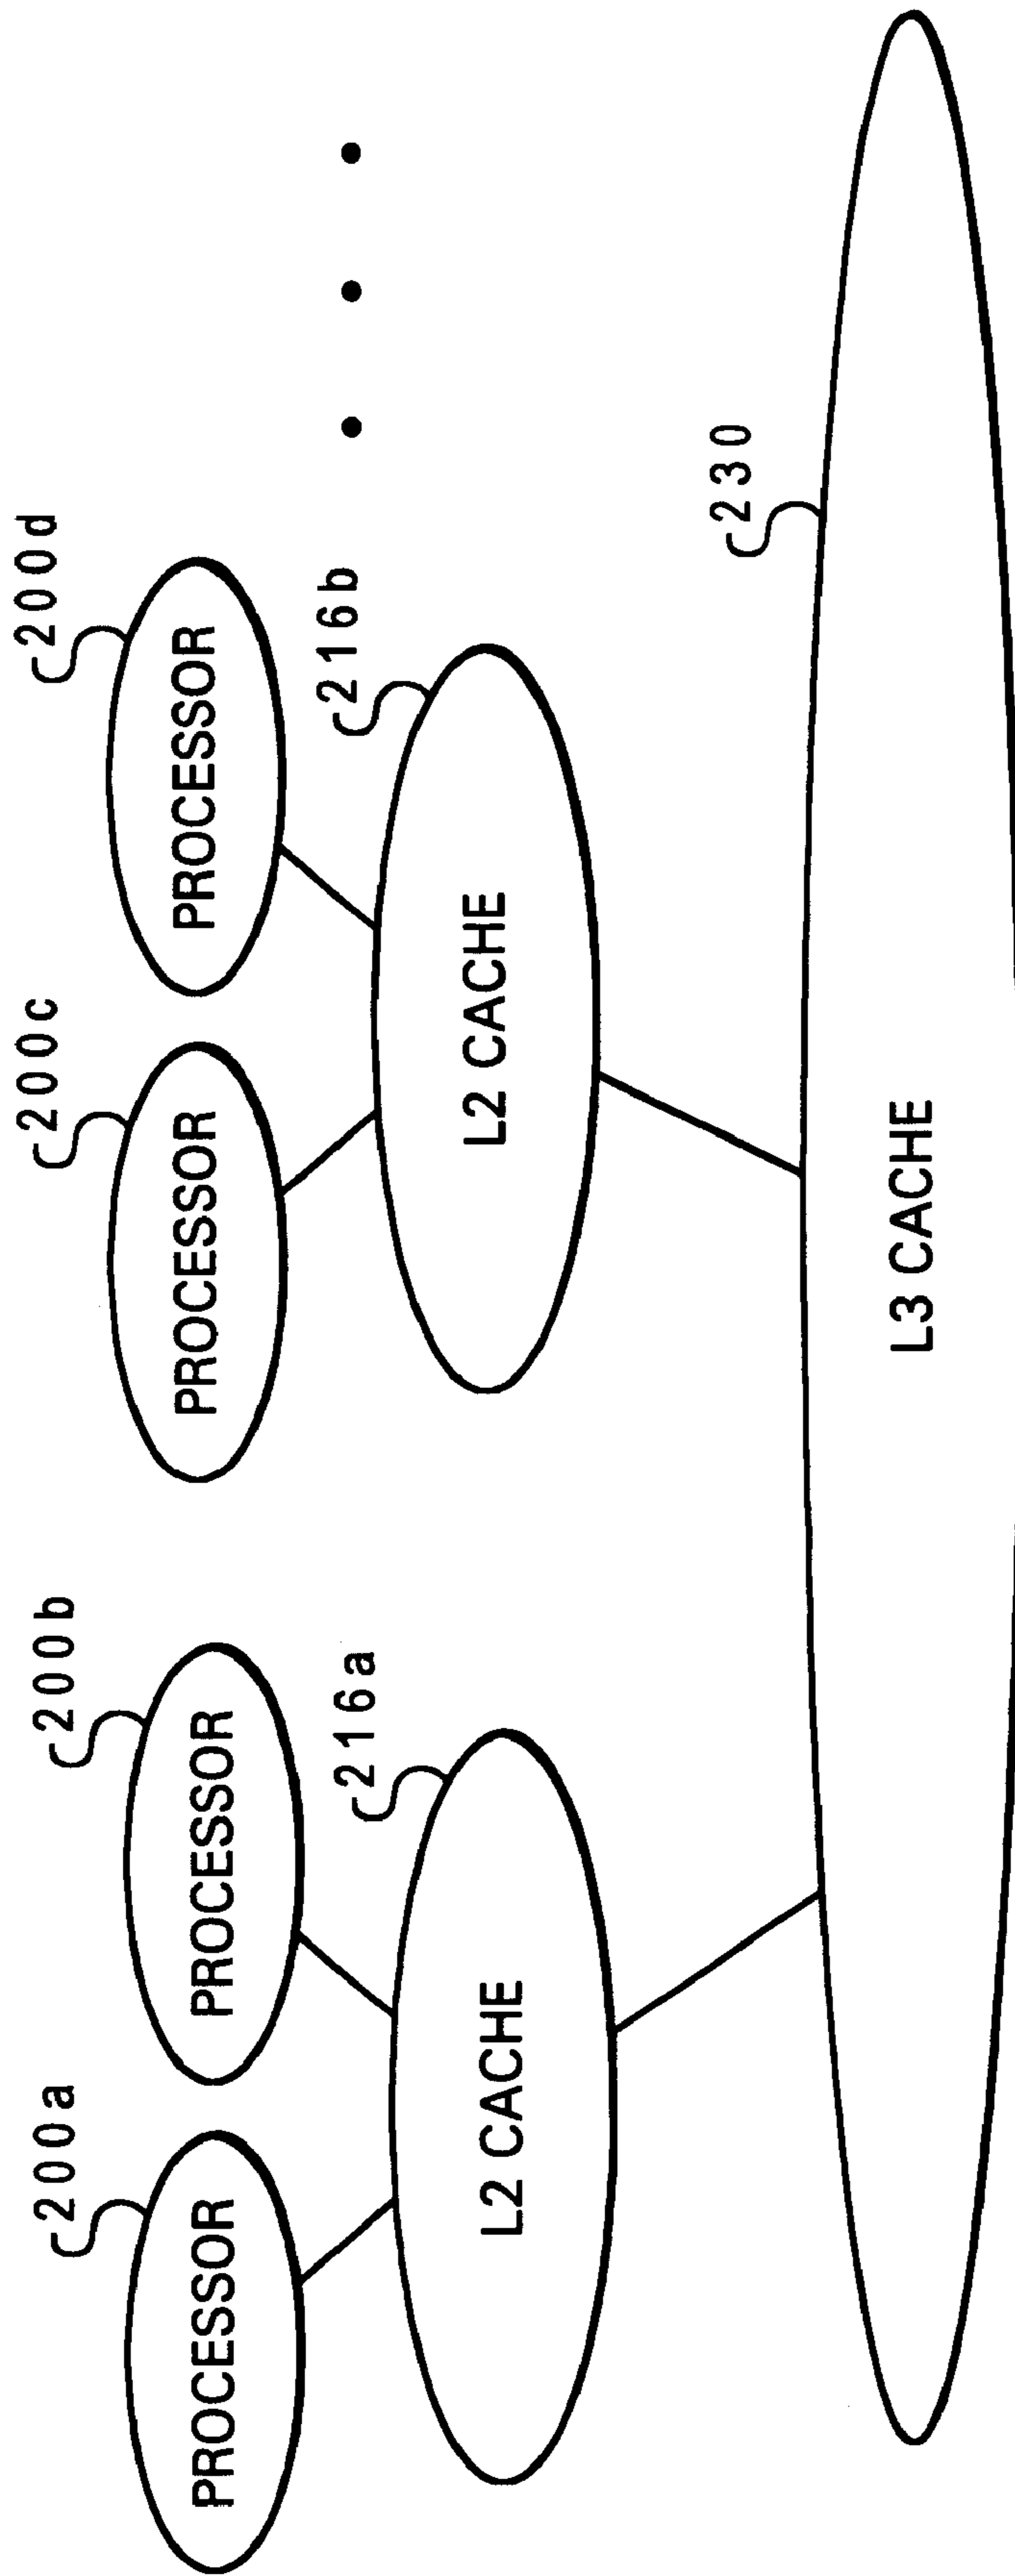 200a
200b
200c
200d
PROCESSOR
PROCESSOR
PROCESSOR
PROCESSOR
216a
216b
L2 CACHE
L2 CACHE
230
L3 CACHE